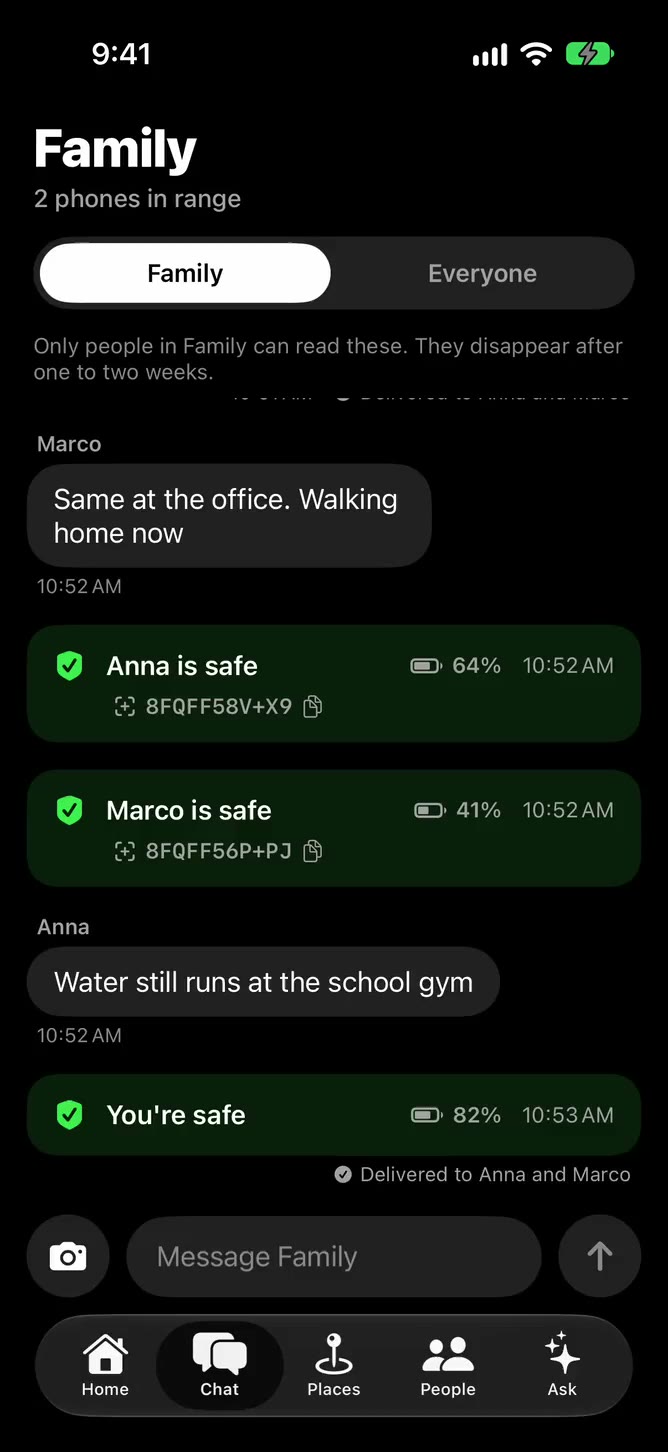 9:41
Family
2 phones in range
Family
Everyone
Only people in Family can read these. They disappear after
one to two weeks.
Marco
Same at the office. Walking
home now
10:52 AM
Anna is safe 64% 10:52 AM
8FQFF58V+X9
Marco is safe 41% 10:52 AM
8FQFF56P+PJ
Anna
Water still runs at the school gym
10:52 AM
You're safe 82% 10:53 AM
Delivered to Anna and Marco
Message Family
Home
Chat
Places
People
Ask